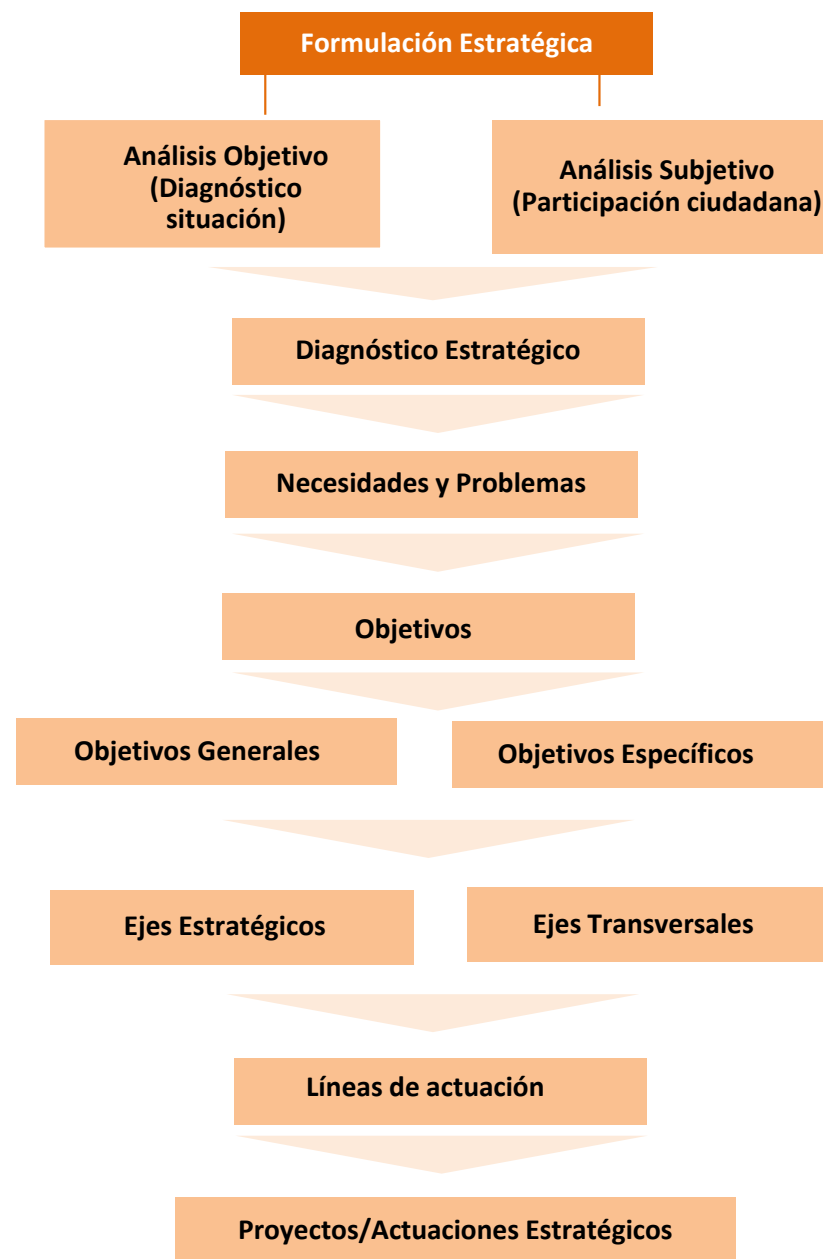 Formulación Estratégica
Análisis Objetivo
(Diagnóstico
situación)
Análisis Subjetivo
(Participación ciudadana)
Diagnóstico Estratégico
Necesidades y Problemas
Objetivos
Objetivos Generales
Objetivos Específicos
Ejes Estratégicos
Ejes Transversales
Líneas de actuación
Proyectos/Actuaciones Estratégicos